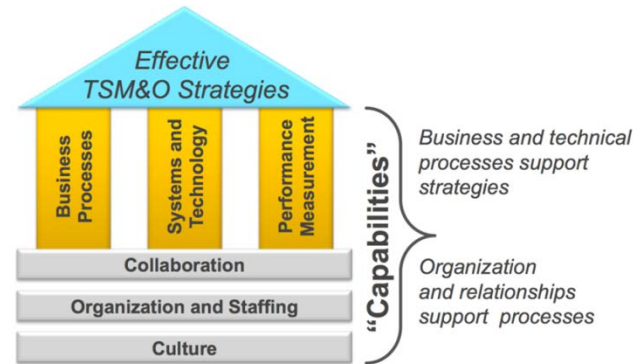 Effective
TSM&O Strategies
Business
Processes
Systems and
Technology
Performance
Measurement
Collaboration
Organization and Staffing
Culture
"Capabilities"
Business and technical
processes support
strategies
Organization
and relationships
support processes